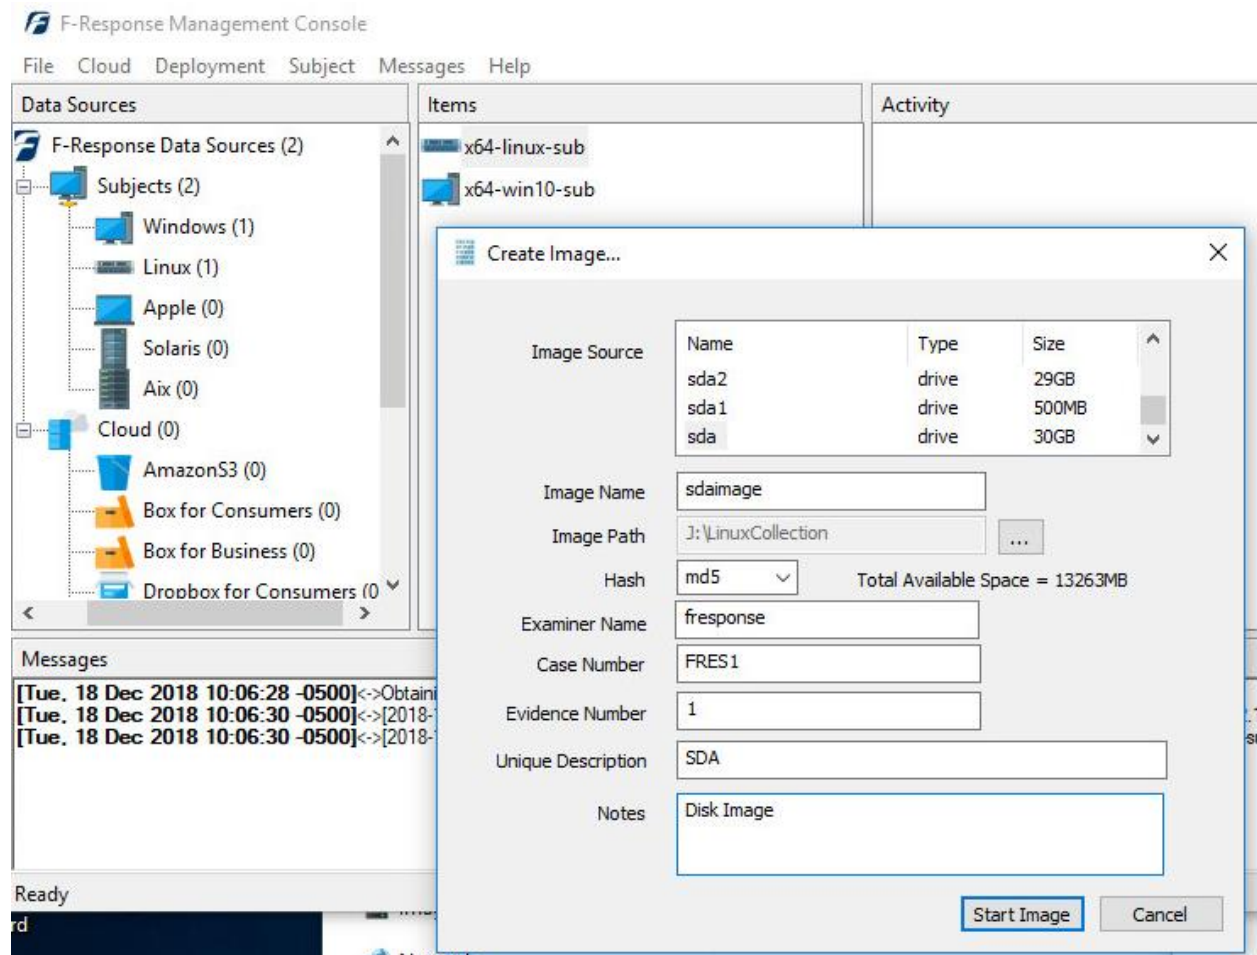 F-Response Management Console
File Cloud Deployment Subject Messages Help
Data Sources
F-Response Data Sources (2)
Subjects (2)
Windows (1)
Linux (1)
Apple (0)
Solaris (0)
Aix (0)
Cloud (0)
AmazonS3 (0)
Box for Consumers (0)
Box for Business (0)
Dropbox for Consumers (0
Items
x64-linux-sub
x64-win10-sub
Activity
Create Image...
Image Source
Name Type Size
sda2 drive 29GB
sda1 drive 500MB
sda drive 30GB
Image Name sdaimage
Image Path J:\LinuxCollection ...
Hash md5 Total Available Space = 13263MB
Examiner Name fresponse
Case Number FRES1
Evidence Number 1
Unique Description SDA
Notes Disk Image
Start Image Cancel
Messages
[Tue, 18 Dec 2018 10:06:28 -0500]<->Obtaini
[Tue, 18 Dec 2018 10:06:30 -0500]<->[2018-
[Tue, 18 Dec 2018 10:06:30 -0500]<->[2018-
Ready
rd